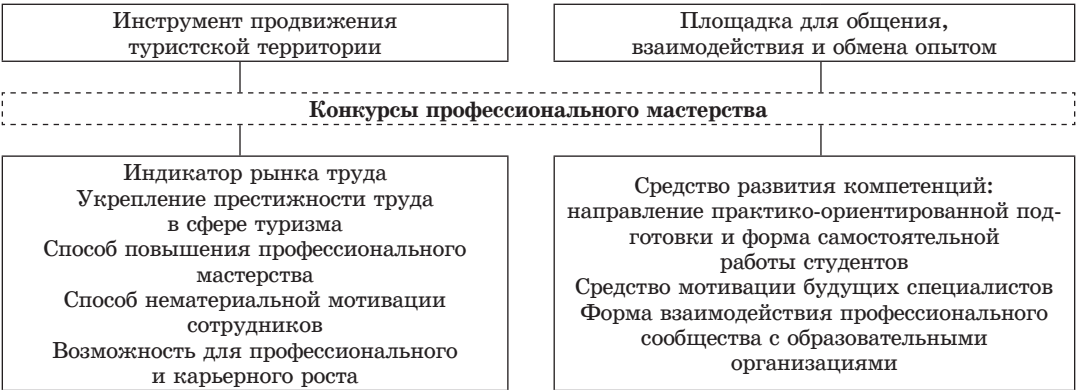 Инструмент продвижения
туристской территории
Площадка для общения,
взаимодействия и обмена опытом
Конкурсы профессионального мастерства
Индикатор рынка труда
Укрепление престижности труда
в сфере туризма
Способ повышения профессионального
мастерства
Способ нематериальной мотивации
сотрудников
Возможность для профессионального
и карьерного роста
Средство развития компетенций:
направление практико-ориентированной под-
готовки и форма самостоятельной
работы студентов
Средство мотивации будущих специалистов
Форма взаимодействия профессионального
сообщества с образовательными
организациями